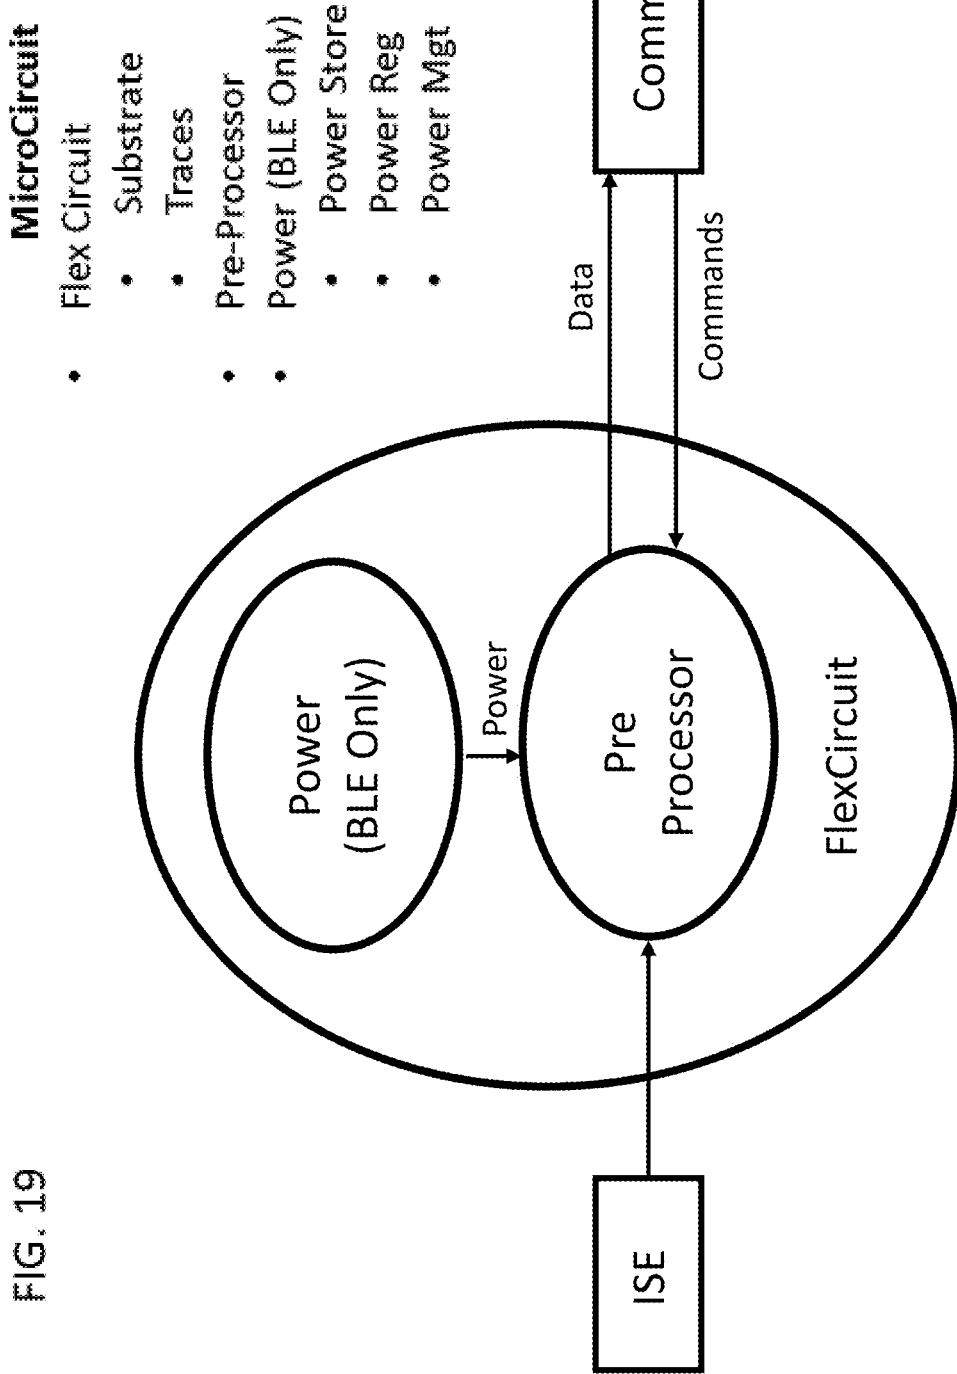 FIG. 19
MicroCircuit
• Flex Circuit
• Substrate
• Traces
• Pre-Processor
• Power (BLE Only)
• Power Store
• Power Reg
• Power Mgt
Power
(BLE Only)
Power
Pre
Processor
FlexCircuit
ISE
Data
Commands
Comm